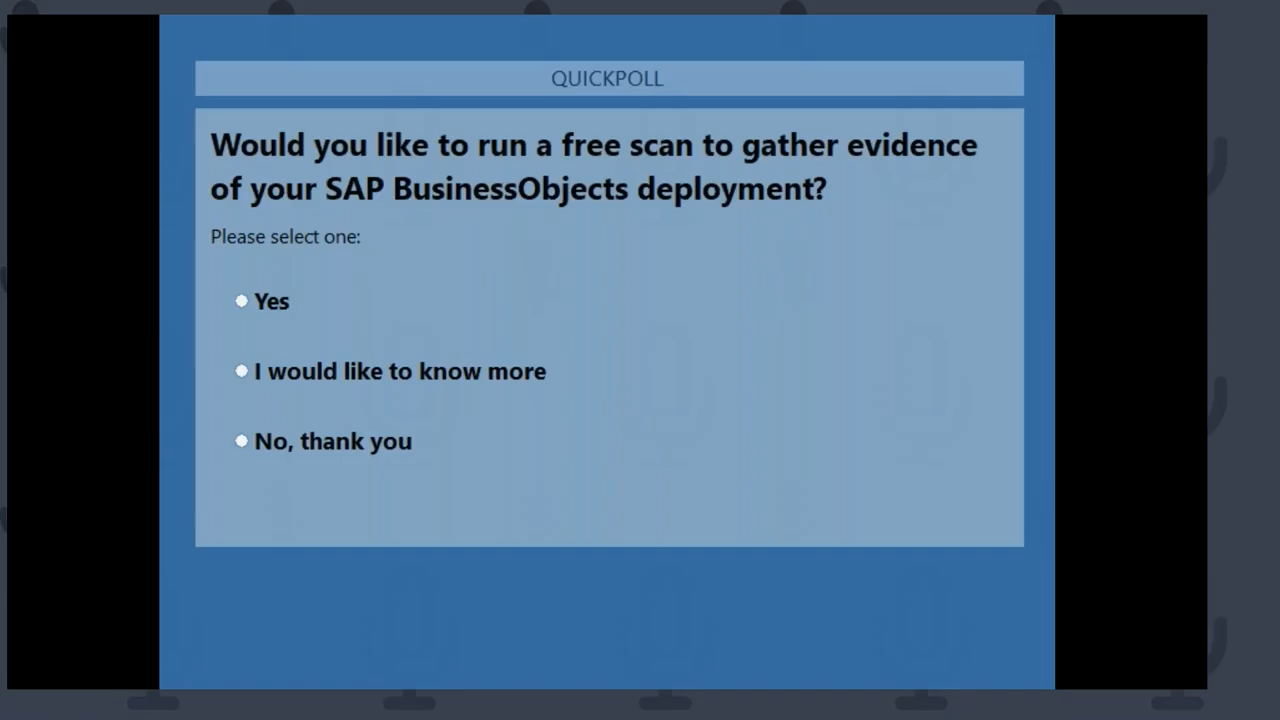 QUICKPOLL
Would you like to run a free scan to gather evidence
of your SAP BusinessObjects deployment?
Please select one:
Yes
I would like to know more
No, thank you